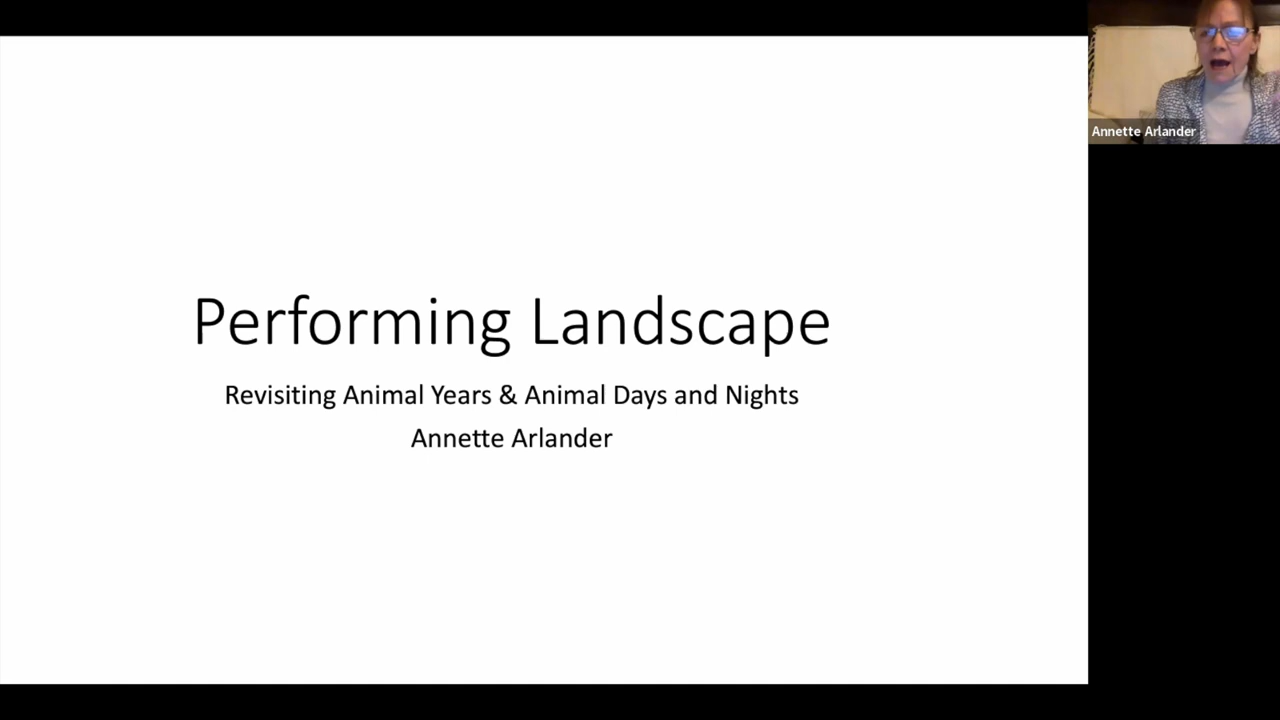 Performing Landscape
Revisiting Animal Years & Animal Days and Nights
Annette Arlander
Annette Arlander